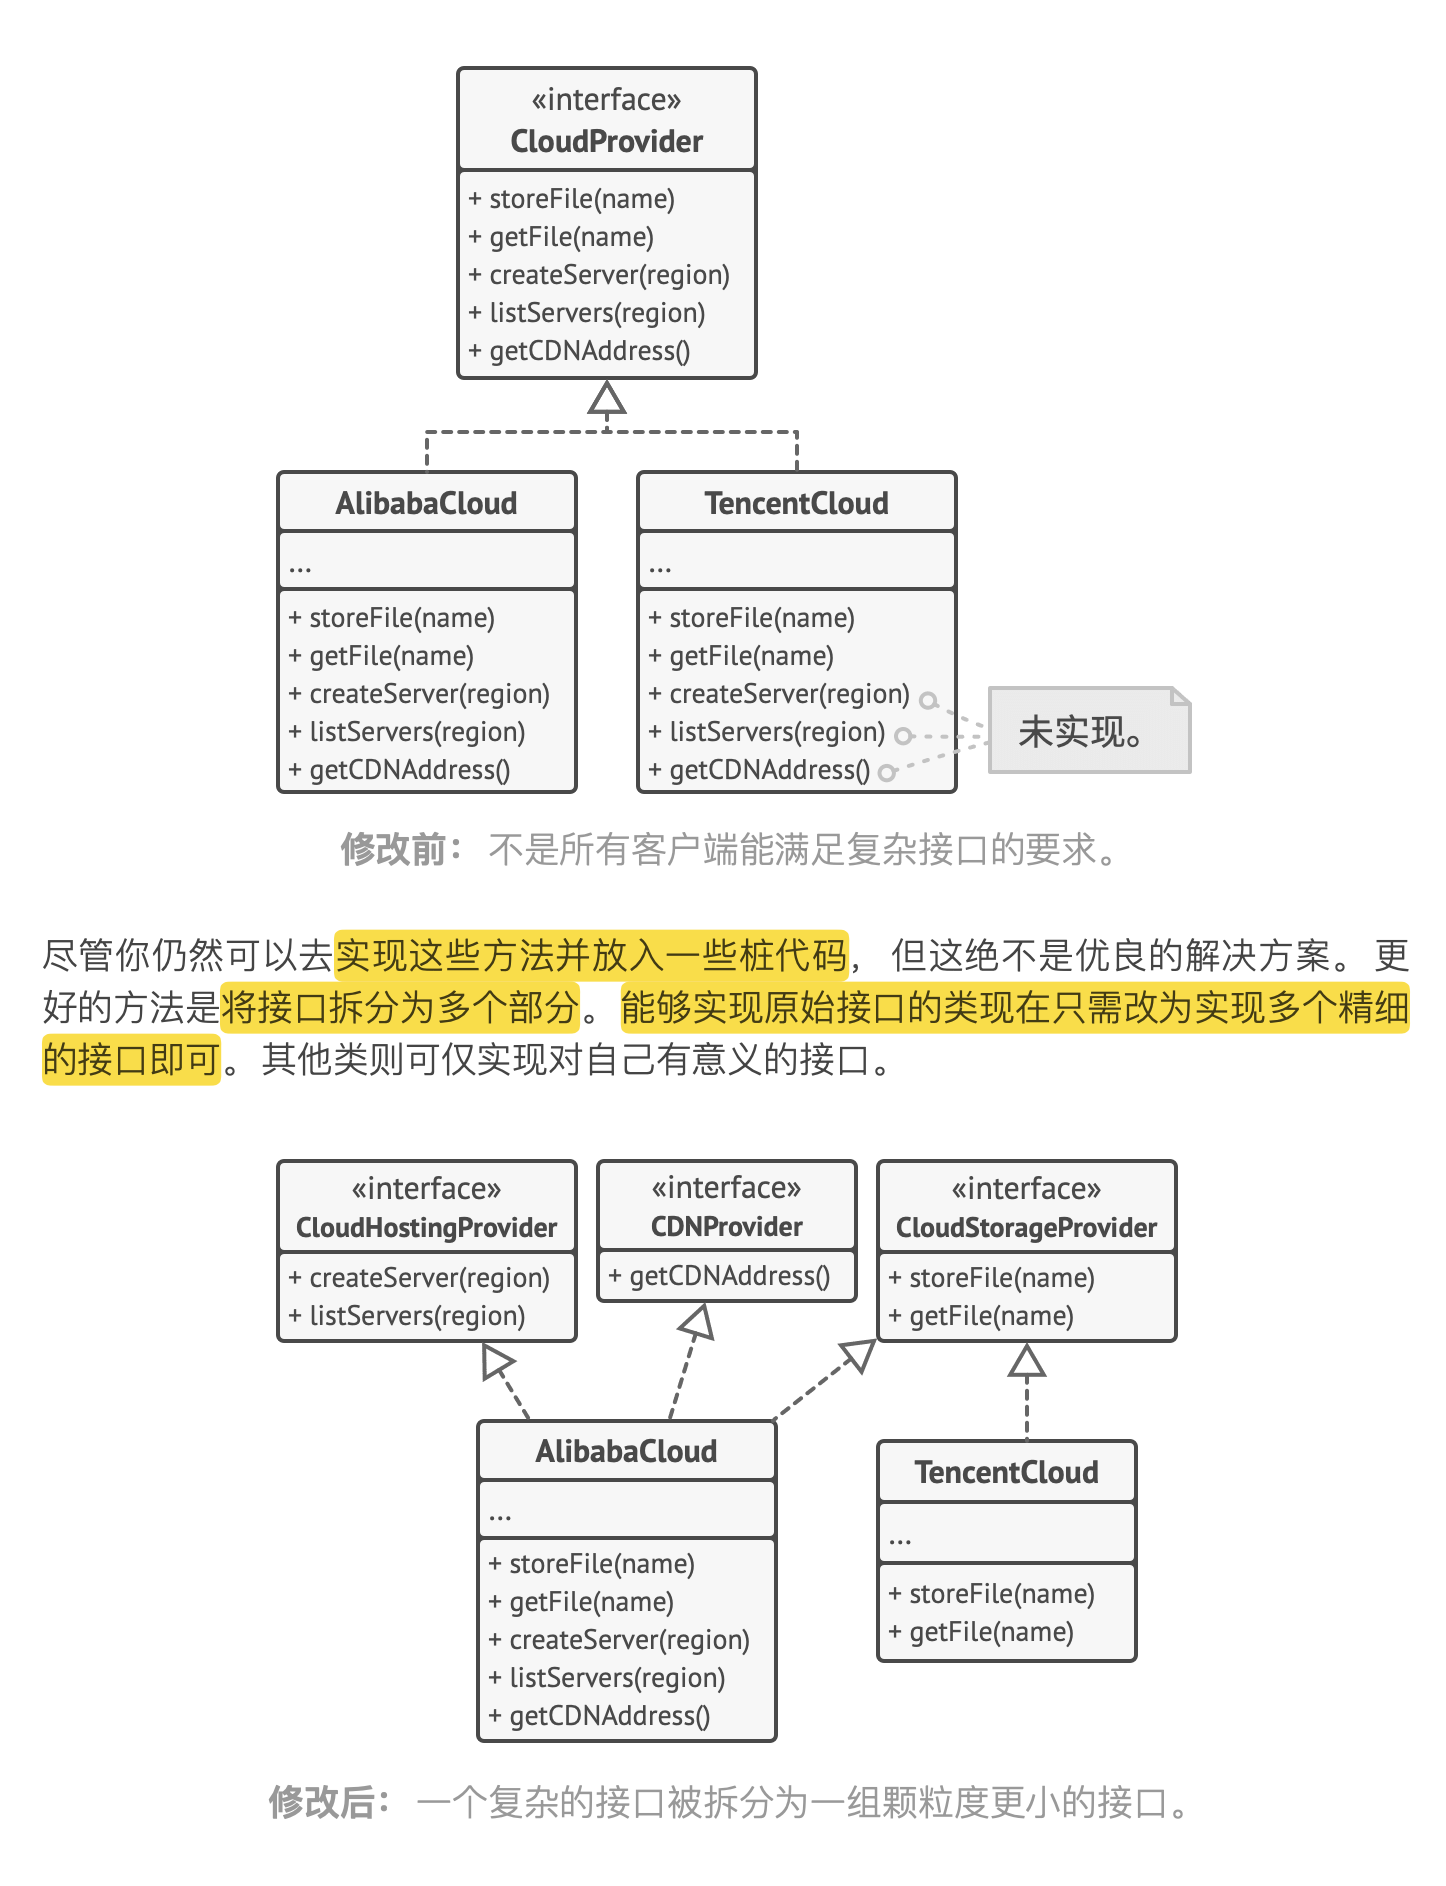 «interface»
CloudProvider
+ storeFile(name)
+ getFile(name)
+ createServer(region)
+ listServers(region)
+ getCDNAddress()
AlibabaCloud
...
+ storeFile(name)
+ getFile(name)
+ createServer(region)
+ listServers(region)
+ getCDNAddress()
TencentCloud
...
+ storeFile(name)
+ getFile(name)
+ createServer(region)
+ listServers(region)
+ getCDNAddress()
未实现。
修改前： 不是所有客户端能满足复杂接口的要求。
尽管你仍然可以去实现这些方法并放入一些桩代码， 但这绝不是优良的解决方案。 更
好的方法是将接口拆分为多个部分。 能够实现原始接口的类现在只需改为实现多个精细
的接口即可。 其他类则可仅实现对自己有意义的接口。
«interface»
CloudHostingProvider
+ createServer(region)
+ listServers(region)
«interface»
CDNProvider
+ getCDNAddress()
«interface»
CloudStorageProvider
+ storeFile(name)
+ getFile(name)
AlibabaCloud
...
+ storeFile(name)
+ getFile(name)
+ createServer(region)
+ listServers(region)
+ getCDNAddress()
TencentCloud
...
+ storeFile(name)
+ getFile(name)
修改后： 一个复杂的接口被拆分为一组颗粒度更小的接口。